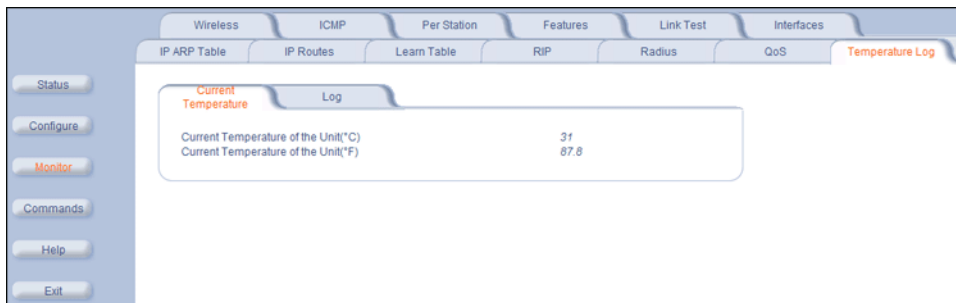 Wireless ICMP Per Station Features Link Test Interfaces
IP ARP Table IP Routes Learn Table RIP Radius QoS Temperature Log
Status
Configure
Monitor
Commands
Help
Exit
Current Temperature
Log
Current Temperature of the Unit(°C) 31
Current Temperature of the Unit(°F) 87.8